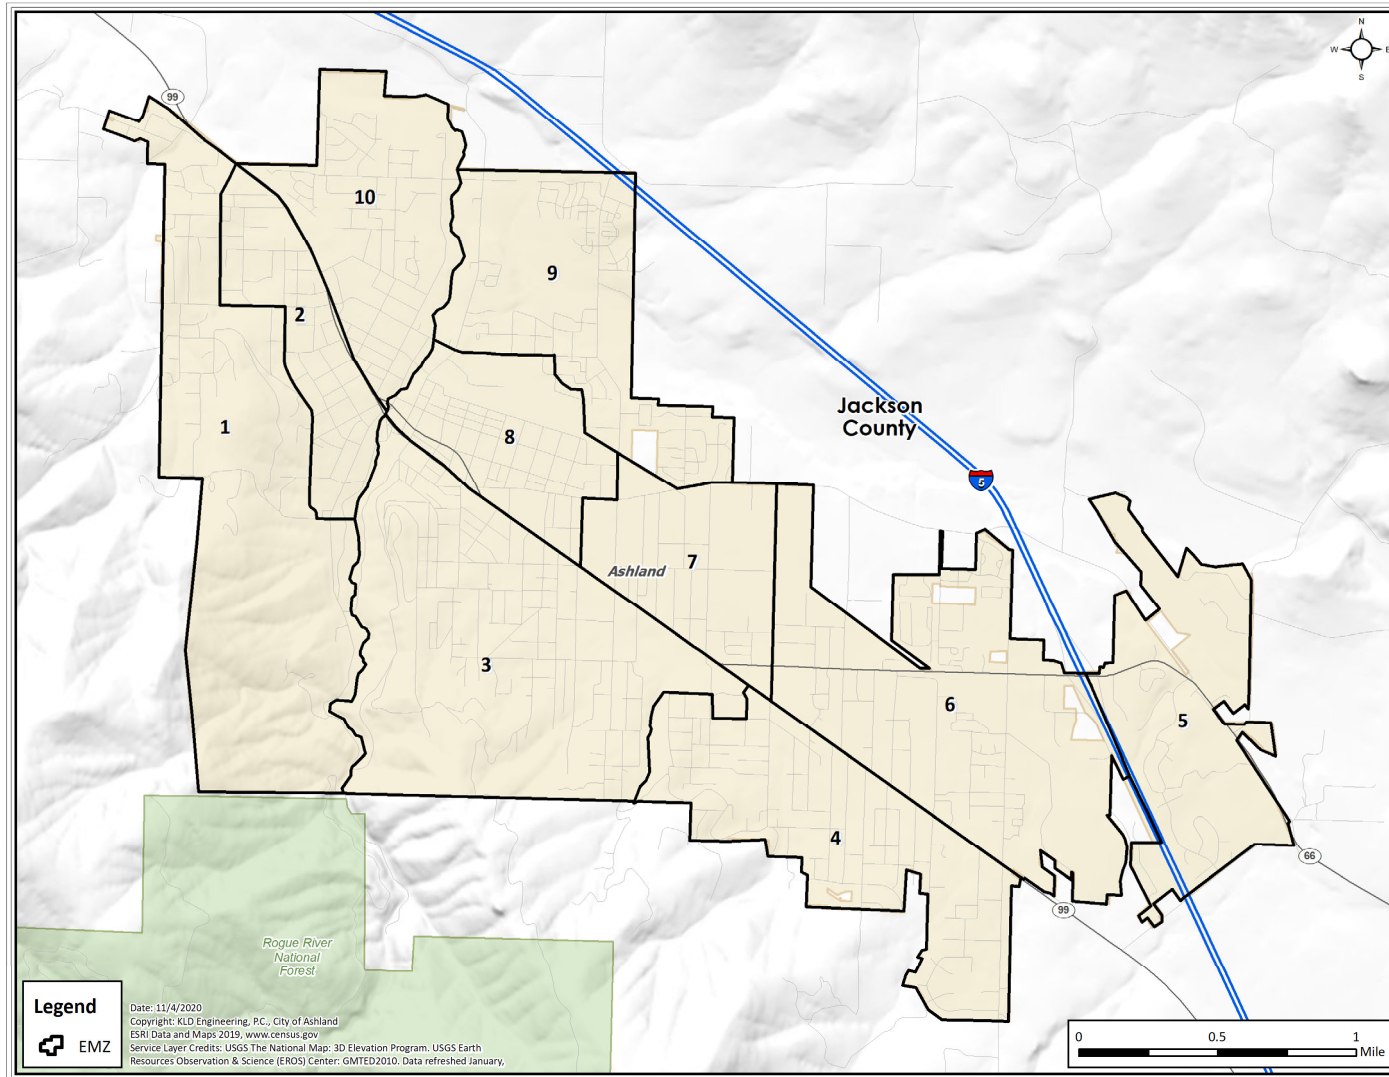 N
W
E
S
99
10
9
2
Jackson
County
1
8
5
7
Ashland
3
6
5
4
66
99
Rogue River
National
Forest
Legend
EMZ
Date: 11/4/2020
Copyright: KLD Engineering, P.C., City of Ashland
ESRI Data and Maps 2019, www.census.gov
Service Layer Credits: USGS The National Map: 3D Elevation Program. USGS Earth
Resources Observation & Science (EROS) Center: GMTED2010. Data refreshed January,
0 0.5 1
Mile